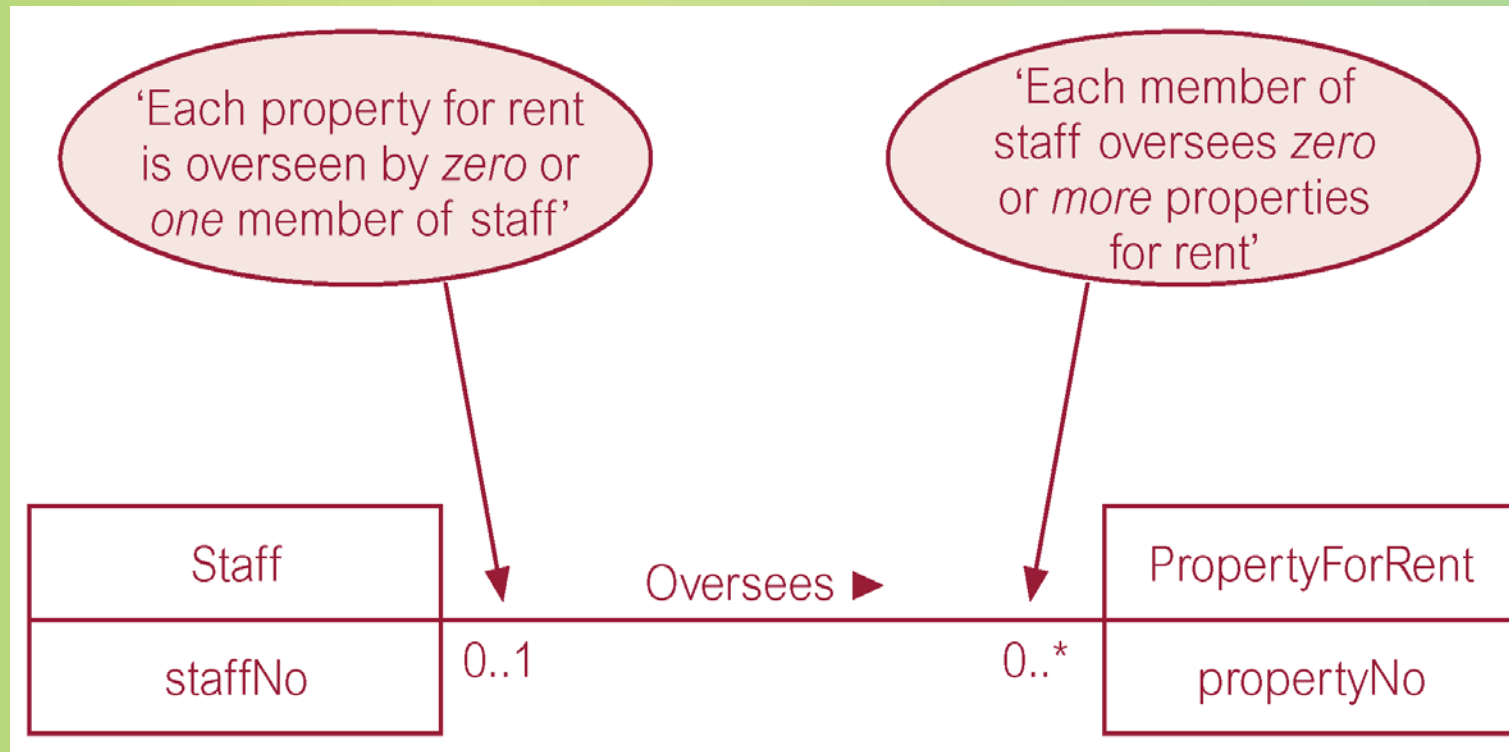 ‘Each property for rent
is overseen by zero or
one member of staff’
‘Each member of
staff oversees zero
or more properties
for rent’
Staff
staffNo
0..1
Oversees ►
0..*
PropertyForRent
propertyNo